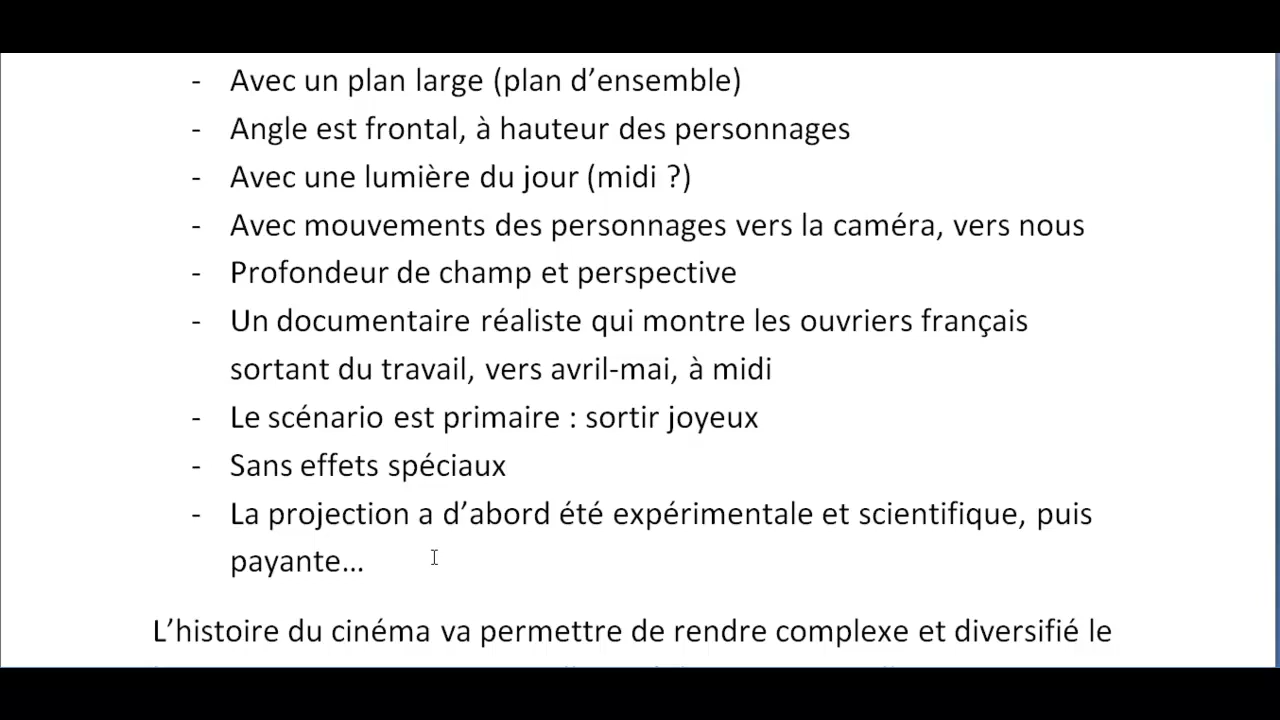 - Avec un plan large (plan d’ensemble)
- Angle est frontal, à hauteur des personnages
- Avec une lumière du jour (midi ?)
- Avec mouvements des personnages vers la caméra, vers nous
- Profondeur de champ et perspective
- Un documentaire réaliste qui montre les ouvriers français
sortant du travail, vers avril-mai, à midi
- Le scénario est primaire : sortir joyeux
- Sans effets spéciaux
- La projection a d’abord été expérimentale et scientifique, puis
payante…
L’histoire du cinéma va permettre de rendre complexe et diversifié le